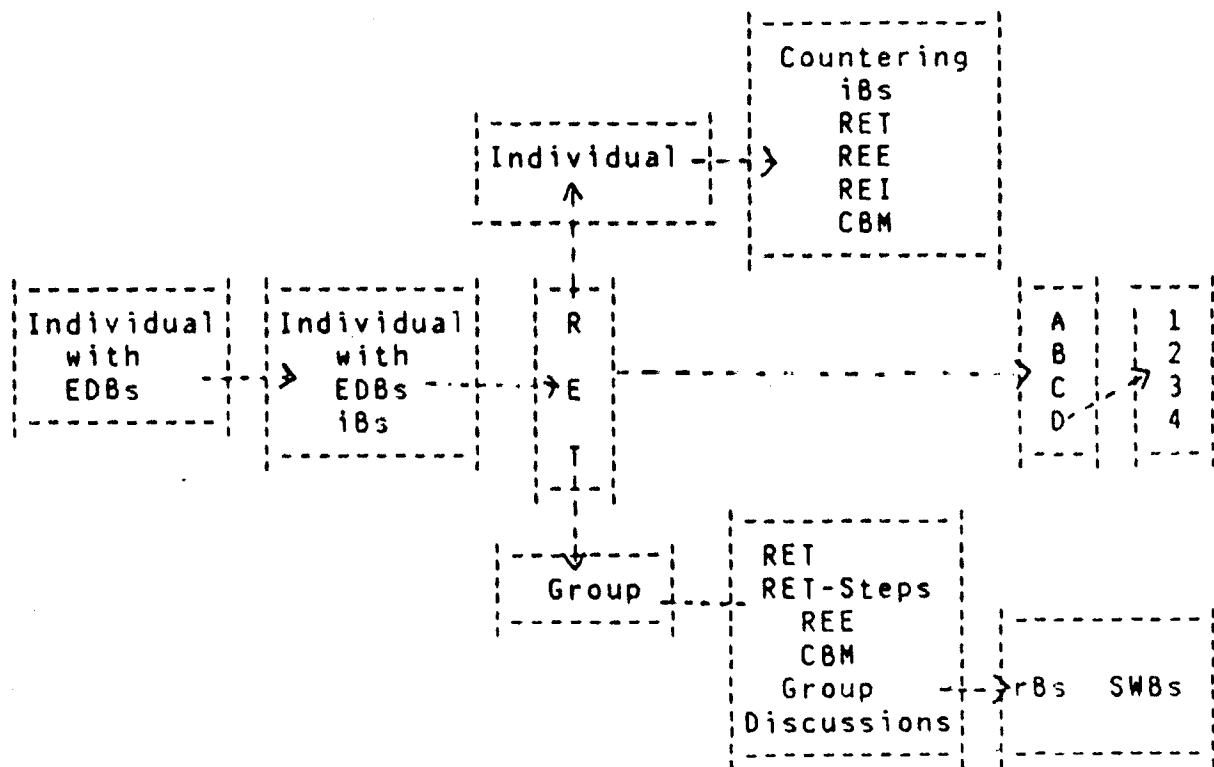 Countering
iBs
RET
REE
REI
CBM
Individual
Individual
with
EDBs
Individual
with
EDBs
iBs
R
E
T
A
B
C
D
1
2
3
4
Group
RET
RET-Steps
REE
CBM
Group
Discussions
rBs SWBs